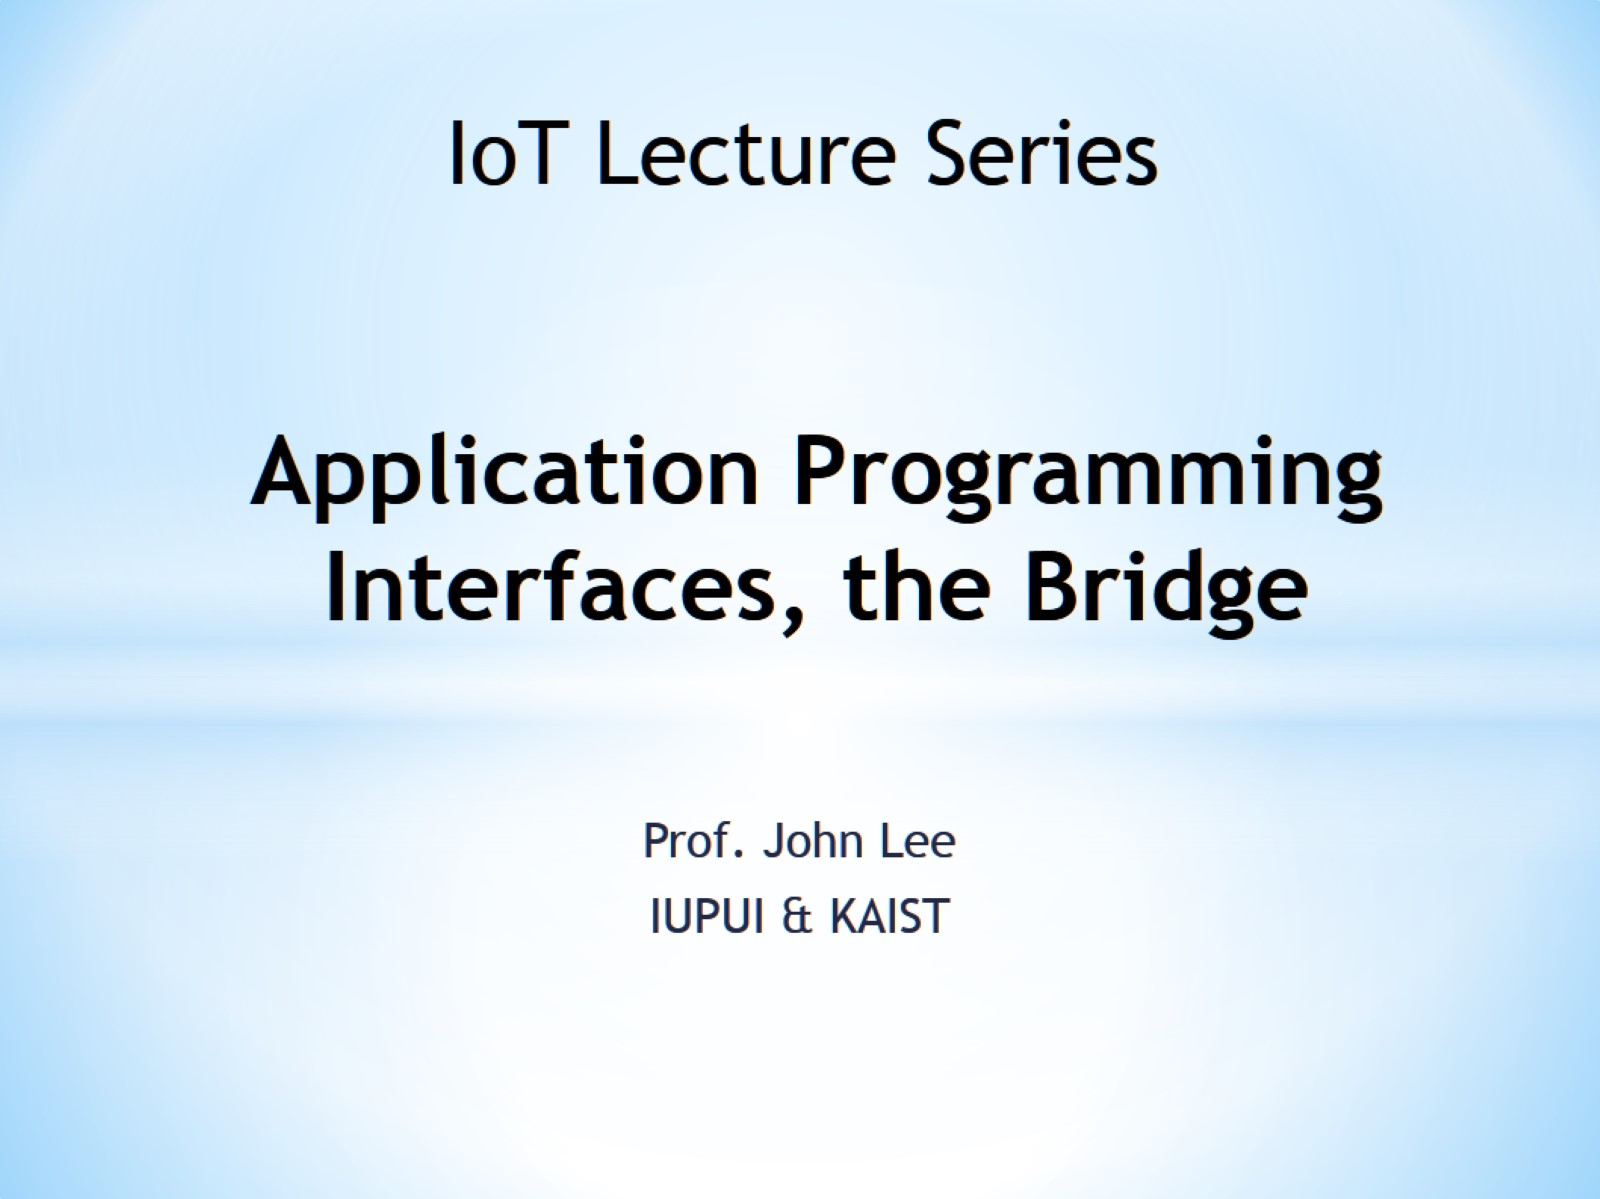 IoT Lecture Series
Application Programming
Interfaces, the Bridge
Prof. John Lee
IUPUI & KAIST